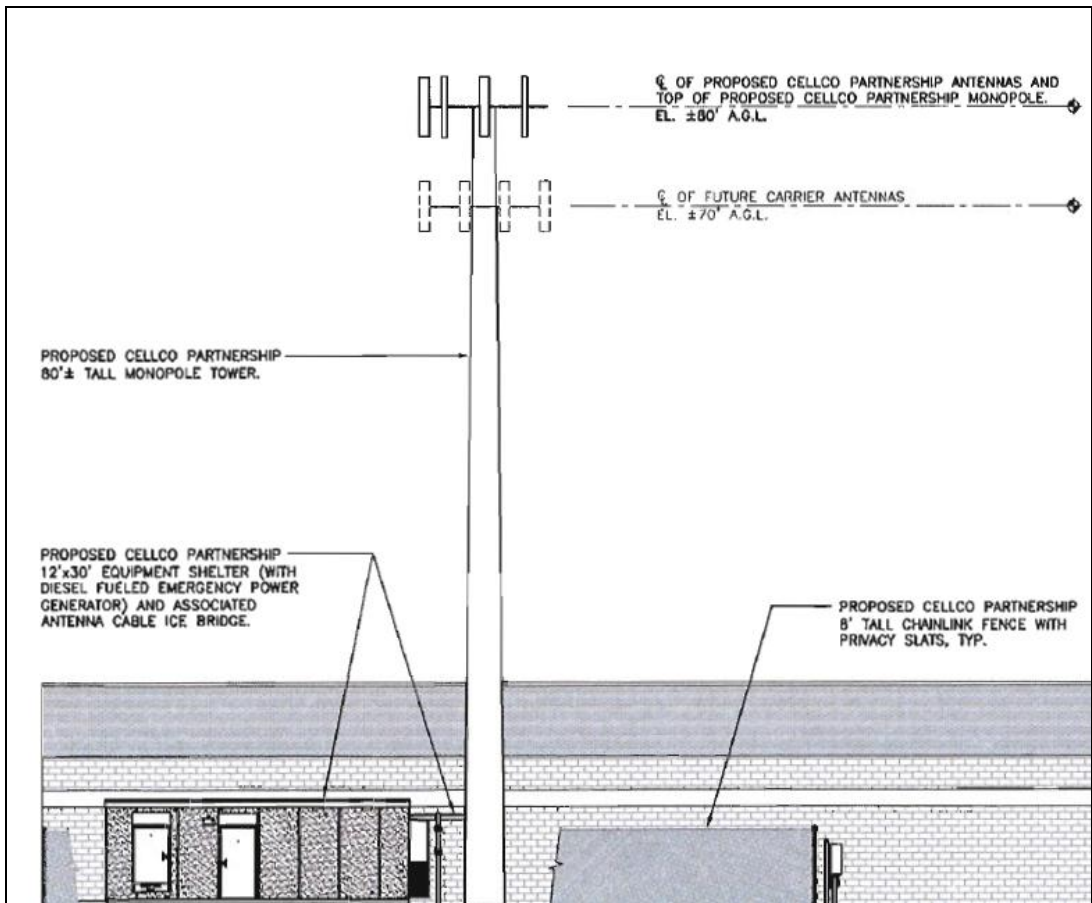 ℄ OF PROPOSED CELLCO PARTNERSHIP ANTENNAS AND
TOP OF PROPOSED CELLCO PARTNERSHIP MONOPOLE.
EL. ±80' A.G.L.
℄ OF FUTURE CARRIER ANTENNAS
EL. ±70' A.G.L.
PROPOSED CELLCO PARTNERSHIP
80'± TALL MONOPOLE TOWER.
PROPOSED CELLCO PARTNERSHIP
12'x30' EQUIPMENT SHELTER (WITH
DIESEL FUELED EMERGENCY POWER
GENERATOR) AND ASSOCIATED
ANTENNA CABLE ICE BRIDGE.
PROPOSED CELLCO PARTNERSHIP
8' TALL CHAINLINK FENCE WITH
PRIVACY SLATS, TYP.